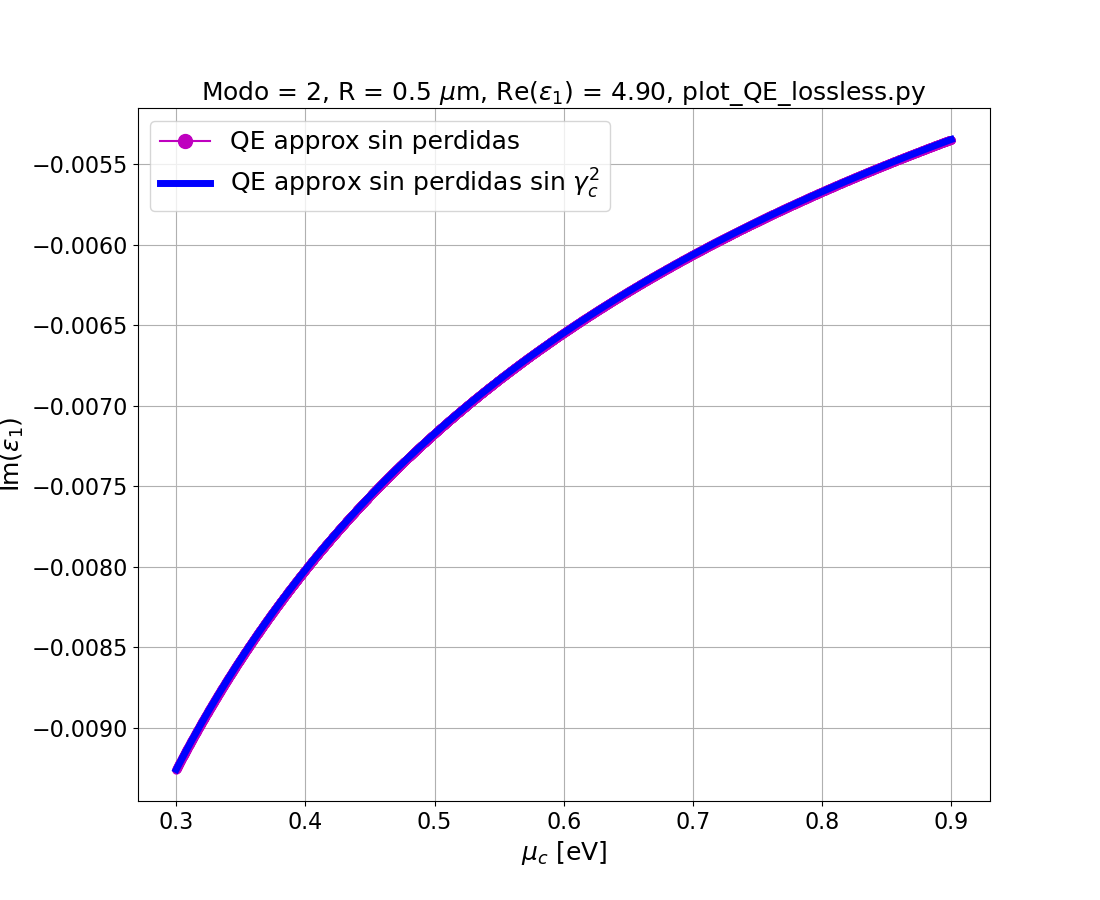 Modo = 2, R = 0.5 μm, Re(ε₁) = 4.90, plot_QE_lossless.py
QE approx sin perdidas
QE approx sin perdidas sin γ_c^2
−0.0055
−0.0060
−0.0065
−0.0070
−0.0075
−0.0080
−0.0085
−0.0090
Im(ε₁)
0.3 0.4 0.5 0.6 0.7 0.8 0.9
μ_c [eV]